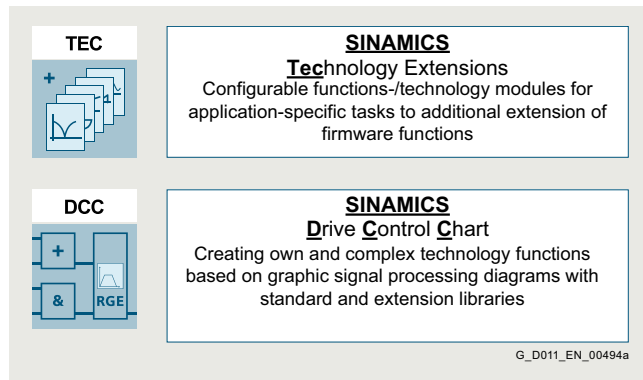 TEC
SINAMICS
Technology Extensions
Configurable functions-/technology modules for
application-specific tasks to additional extension of
firmware functions
+
DCC
SINAMICS
Drive Control Chart
Creating own and complex technology functions
based on graphic signal processing diagrams with
standard and extension libraries
+
&
RGE
G_D011_EN_00494a